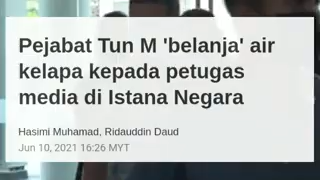 Pejabat Tun M 'belanja' air
kelapa kepada petugas
media di Istana Negara
Hasimi Muhamad, Ridauddin Daud
Jun 10, 2021 16:26 MYT